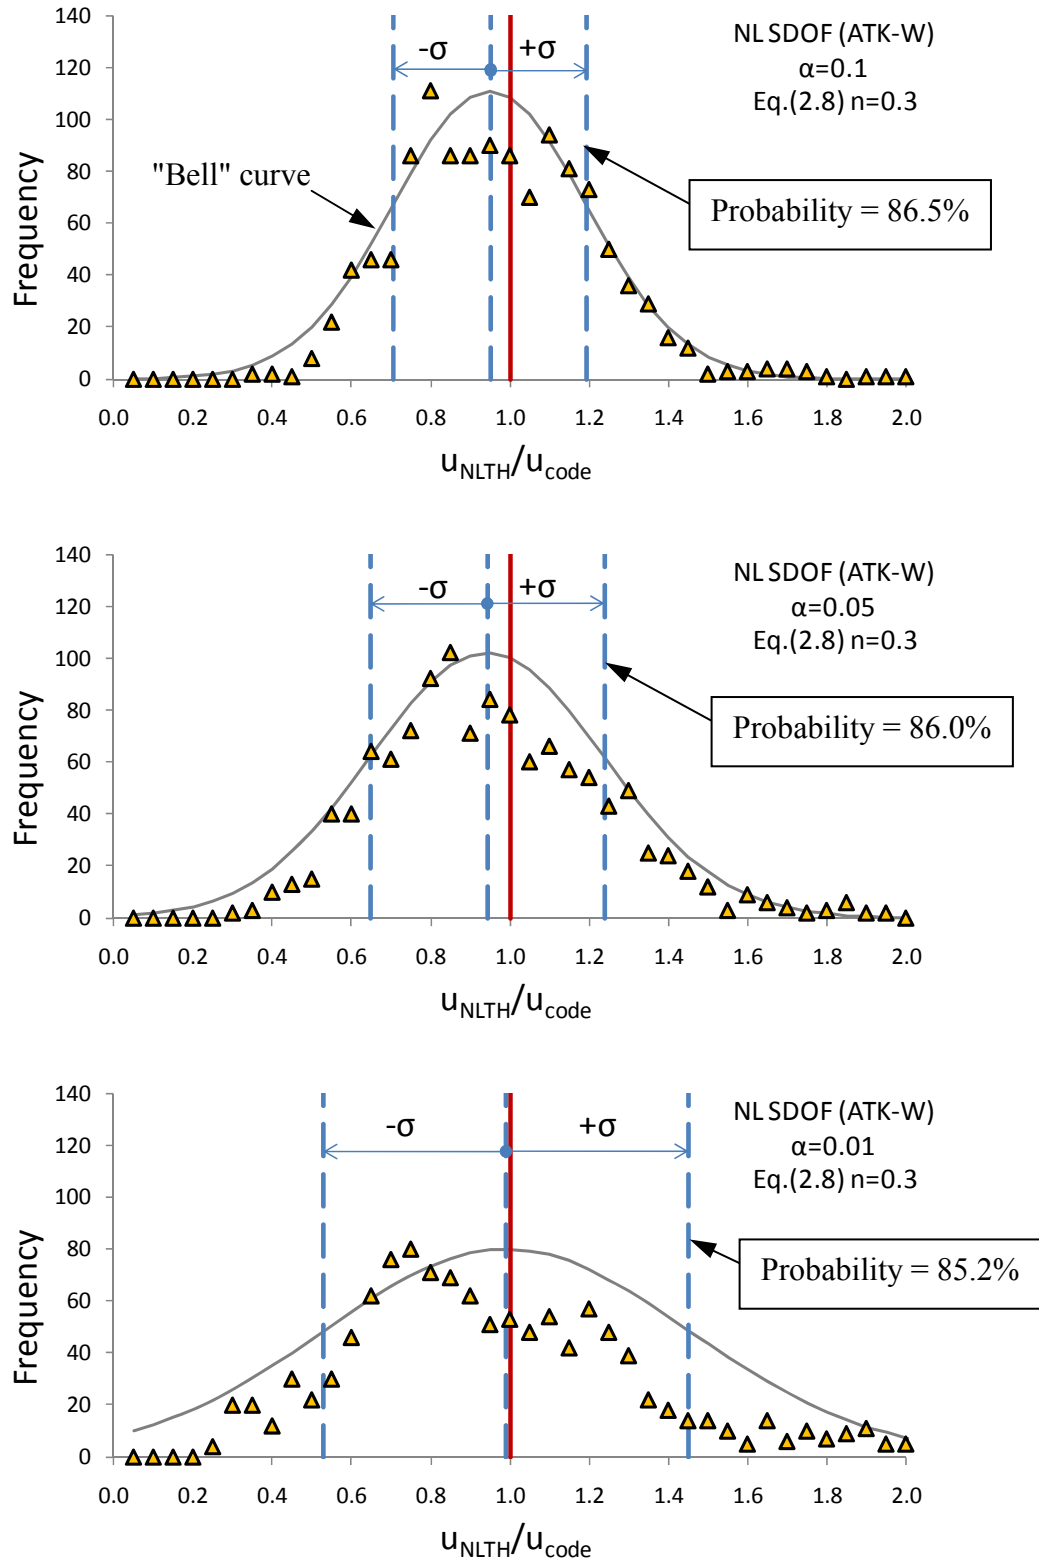 NL SDOF (ATK-W)
α=0.1
Eq.(2.8) n=0.3
-σ
+σ
"Bell" curve
Probability = 86.5%
Frequency
140
120
100
80
60
40
20
0
0.0 0.2 0.4 0.6 0.8 1.0 1.2 1.4 1.6 1.8 2.0
uNLTH/ucode
NL SDOF (ATK-W)
α=0.05
Eq.(2.8) n=0.3
-σ
+σ
Probability = 86.0%
Frequency
140
120
100
80
60
40
20
0
0.0 0.2 0.4 0.6 0.8 1.0 1.2 1.4 1.6 1.8 2.0
uNLTH/ucode
NL SDOF (ATK-W)
α=0.01
Eq.(2.8) n=0.3
-σ
+σ
Probability = 85.2%
Frequency
140
120
100
80
60
40
20
0
0.0 0.2 0.4 0.6 0.8 1.0 1.2 1.4 1.6 1.8 2.0
uNLTH/ucode